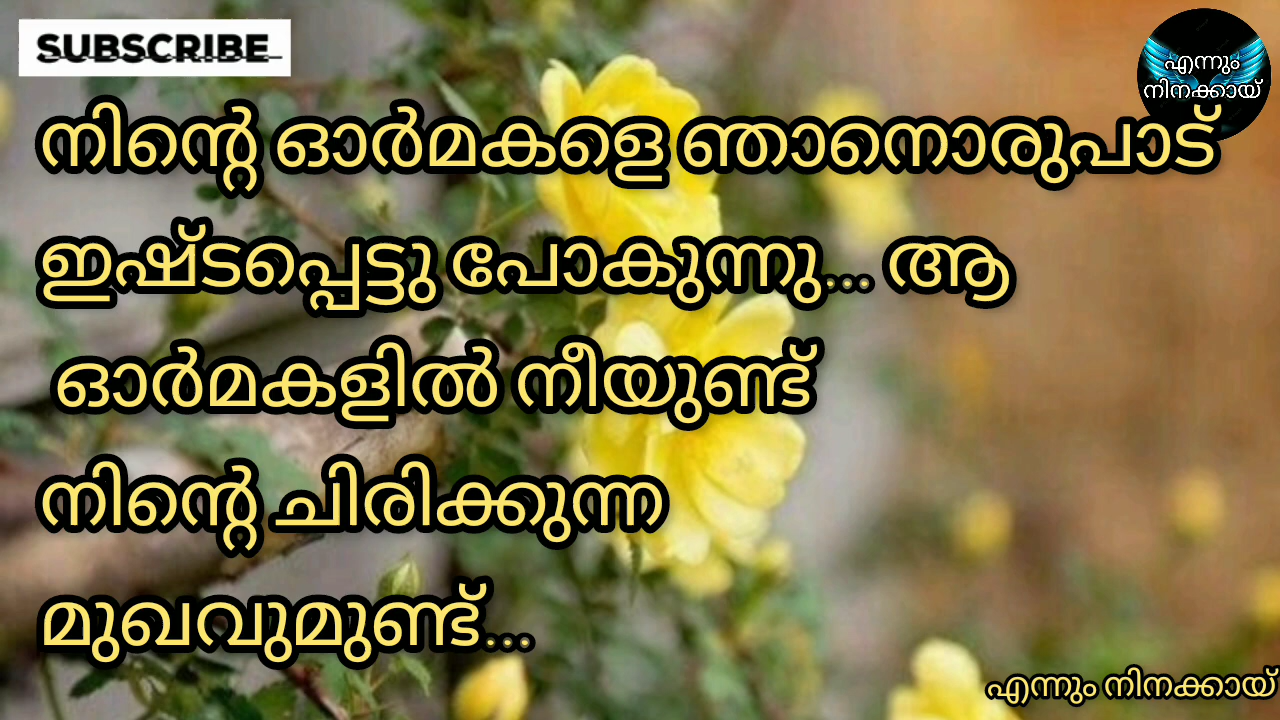 SUBSCRIBE
എന്നും
നിനക്കായ്
നിന്റെ ഓർമകളെ ഞാനൊരുപാട്
ഇഷ്ടപ്പെട്ടു പോകുന്നു... ആ
ഓർമകളിൽ നീയുണ്ട്
നിന്റെ ചിരിക്കുന്ന
മുഖവുമുണ്ട്...
എന്നും നിനക്കായ്